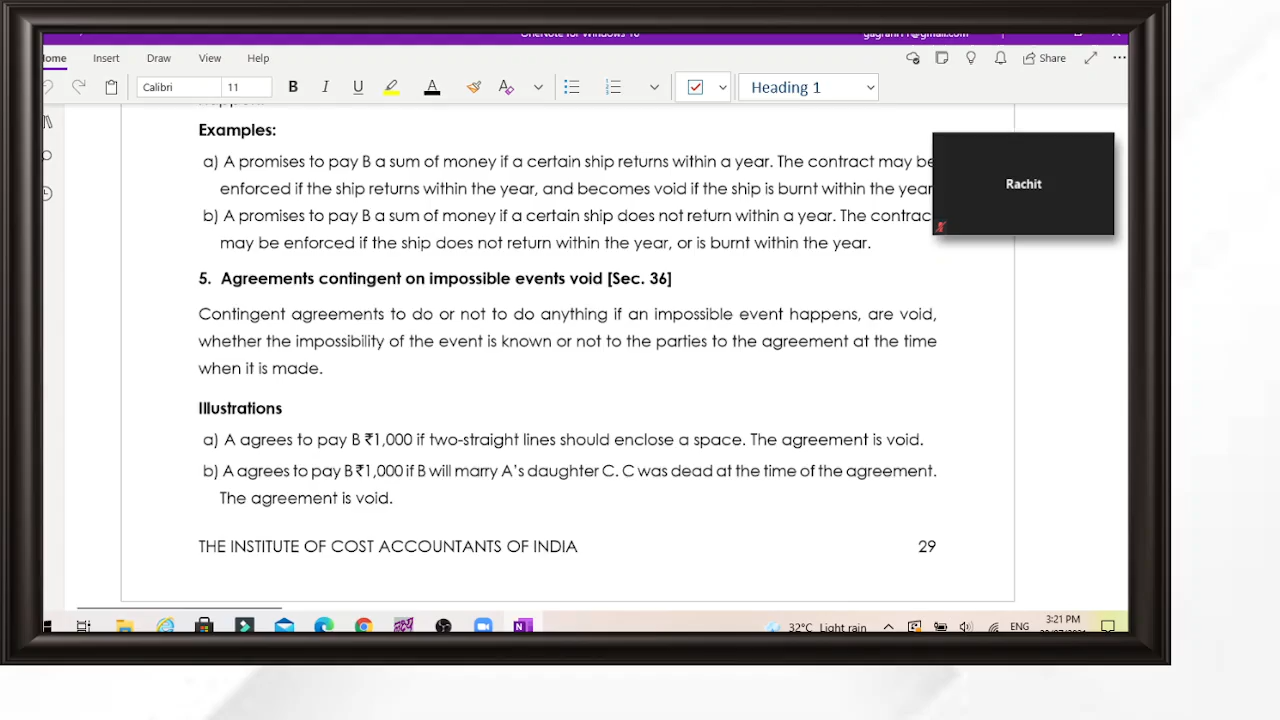 OneNote for Windows 10
Home Insert Draw View Help Share
Calibri 11 B I U A Heading 1
Examples:
a) A promises to pay B a sum of money if a certain ship returns within a year. The contract may be
enforced if the ship returns within the year, and becomes void if the ship is burnt within the year
b) A promises to pay B a sum of money if a certain ship does not return within a year. The contrac
may be enforced if the ship does not return within the year, or is burnt within the year.
Rachit
5. Agreements contingent on impossible events void [Sec. 36]
Contingent agreements to do or not to do anything if an impossible event happens, are void,
whether the impossibility of the event is known or not to the parties to the agreement at the time
when it is made.
Illustrations
a) A agrees to pay B ₹1,000 if two-straight lines should enclose a space. The agreement is void.
b) A agrees to pay B ₹1,000 if B will marry A's daughter C. C was dead at the time of the agreement.
The agreement is void.
THE INSTITUTE OF COST ACCOUNTANTS OF INDIA 29
32°C Light rain ENG 3:21 PM